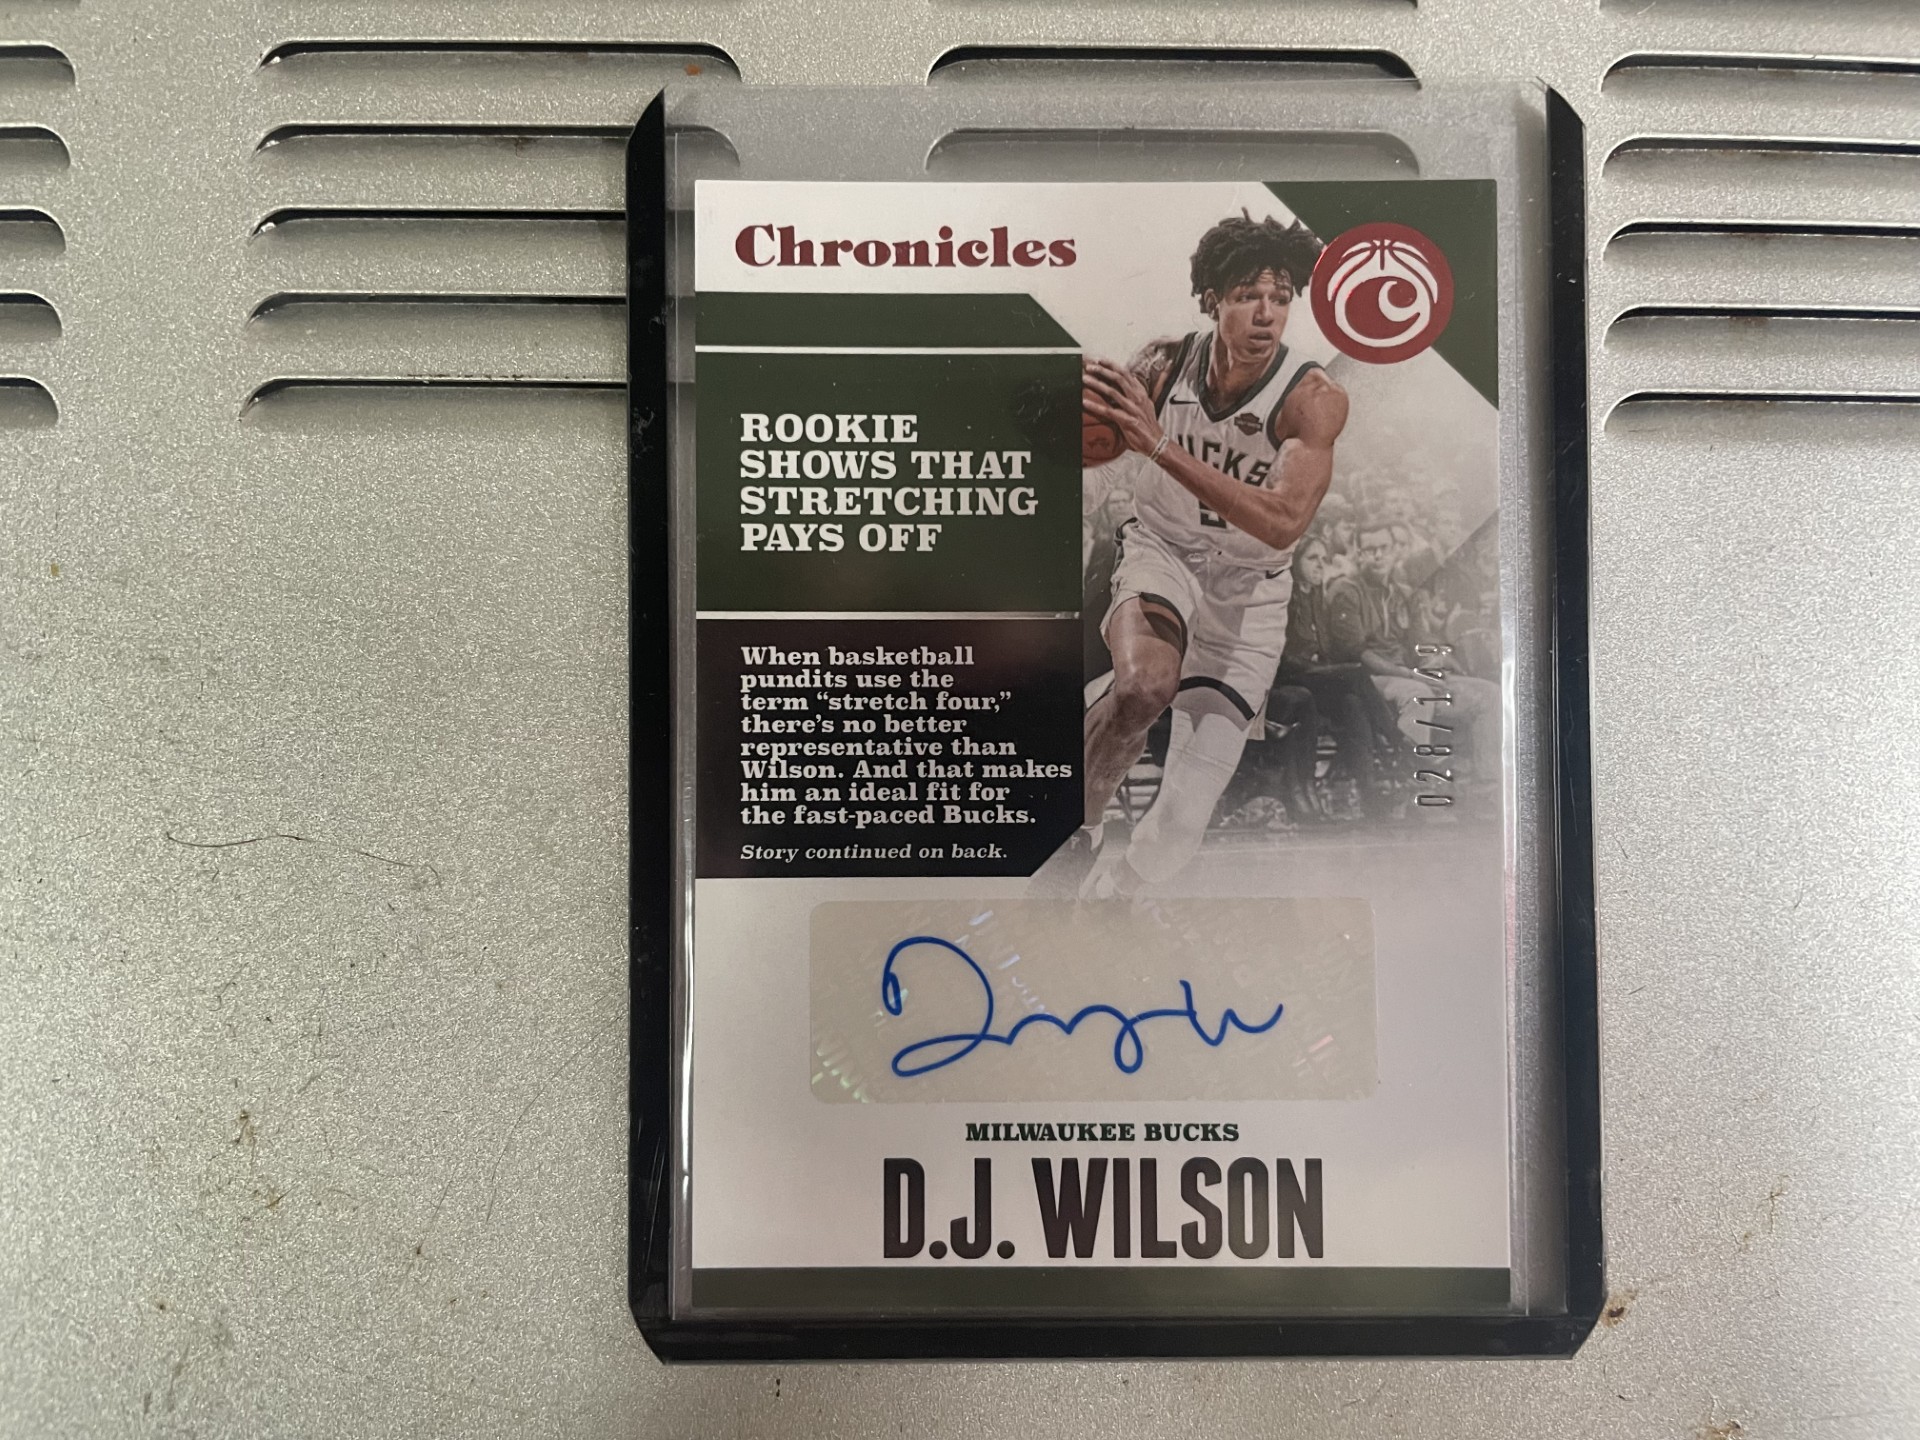 Chronicles
ROOKIE
SHOWS THAT
STRETCHING
PAYS OFF
BUCKS
5
When basketball
pundits use the
term “stretch four,”
there’s no better
representative than
Wilson. And that makes
him an ideal fit for
the fast-paced Bucks.
Story continued on back.
028/149
MILWAUKEE BUCKS
D.J. WILSON